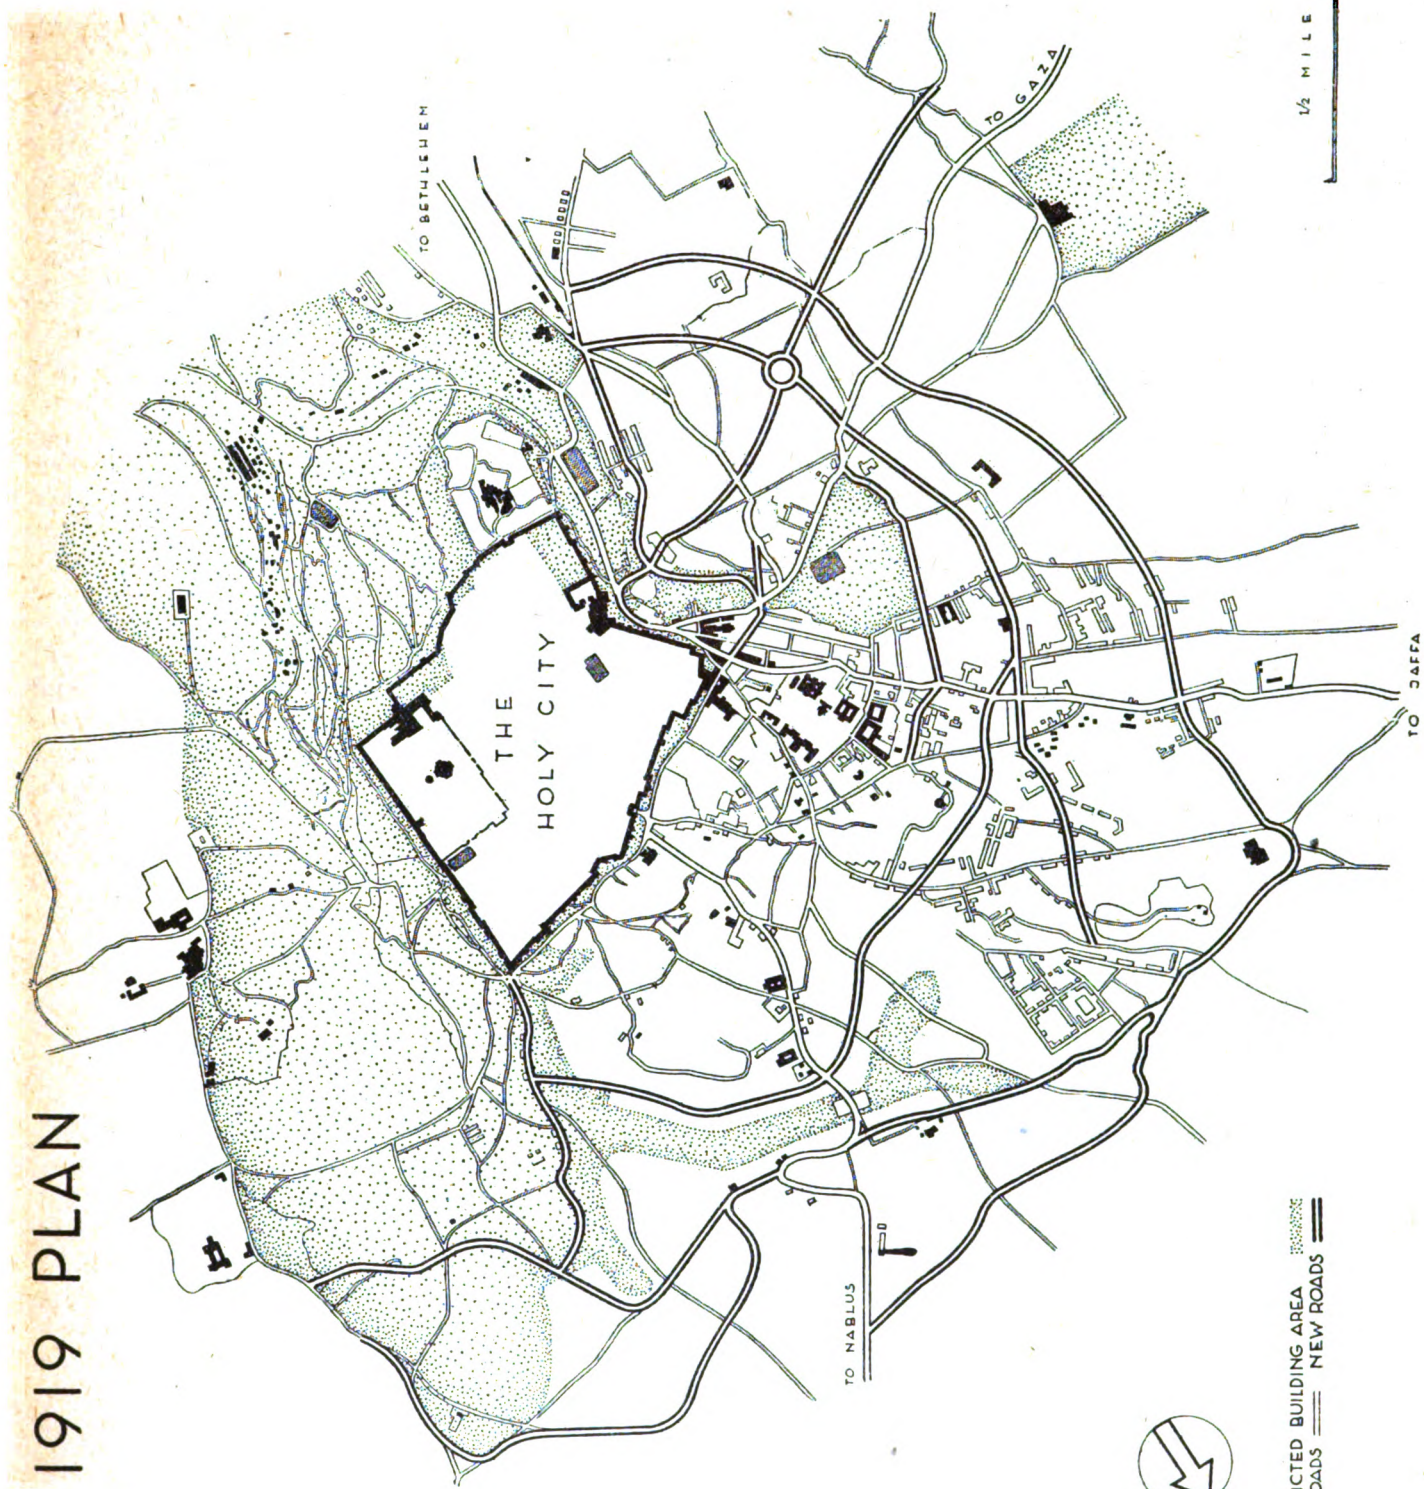 1919 PLAN
TO BETHLEHEM
TO GAZA
1/2 MILE
THE
HOLY CITY
TO JAFFA
TO NABLUS
BUILDING AREA
NEW ROADS